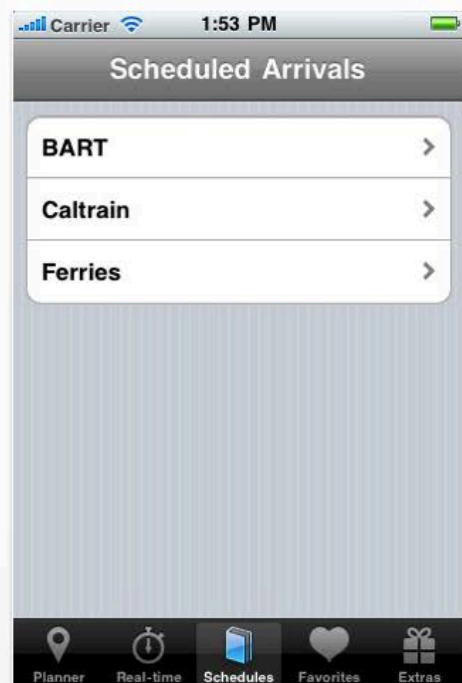 Carrier 1:53 PM
Scheduled Arrivals
BART
Caltrain
Ferries
Planner Real-time Schedules Favorites Extras